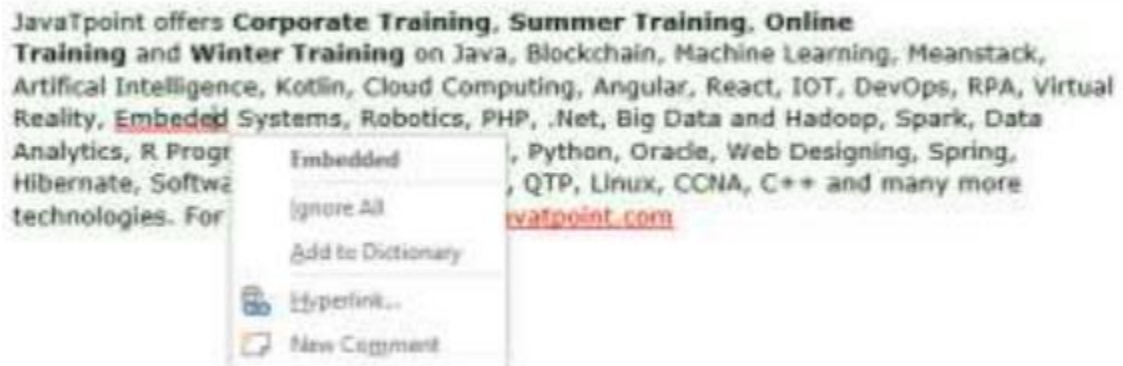 JavaTpoint offers Corporate Training, Summer Training, Online
Training and Winter Training on Java, Blockchain, Machine Learning, Meanstack,
Artifical Intelligence, Kotlin, Cloud Computing, Angular, React, IOT, DevOps, RPA, Virtual
Reality, Embeded Systems, Robotics, PHP, .Net, Big Data and Hadoop, Spark, Data
Analytics, R Progr , Python, Oracle, Web Designing, Spring,
Hibernate, Softwa , QTP, Linux, CCNA, C++ and many more
technologies. For vatpoint.com
Embedded
Ignore All
Add to Dictionary
Hyperlink...
New Comment